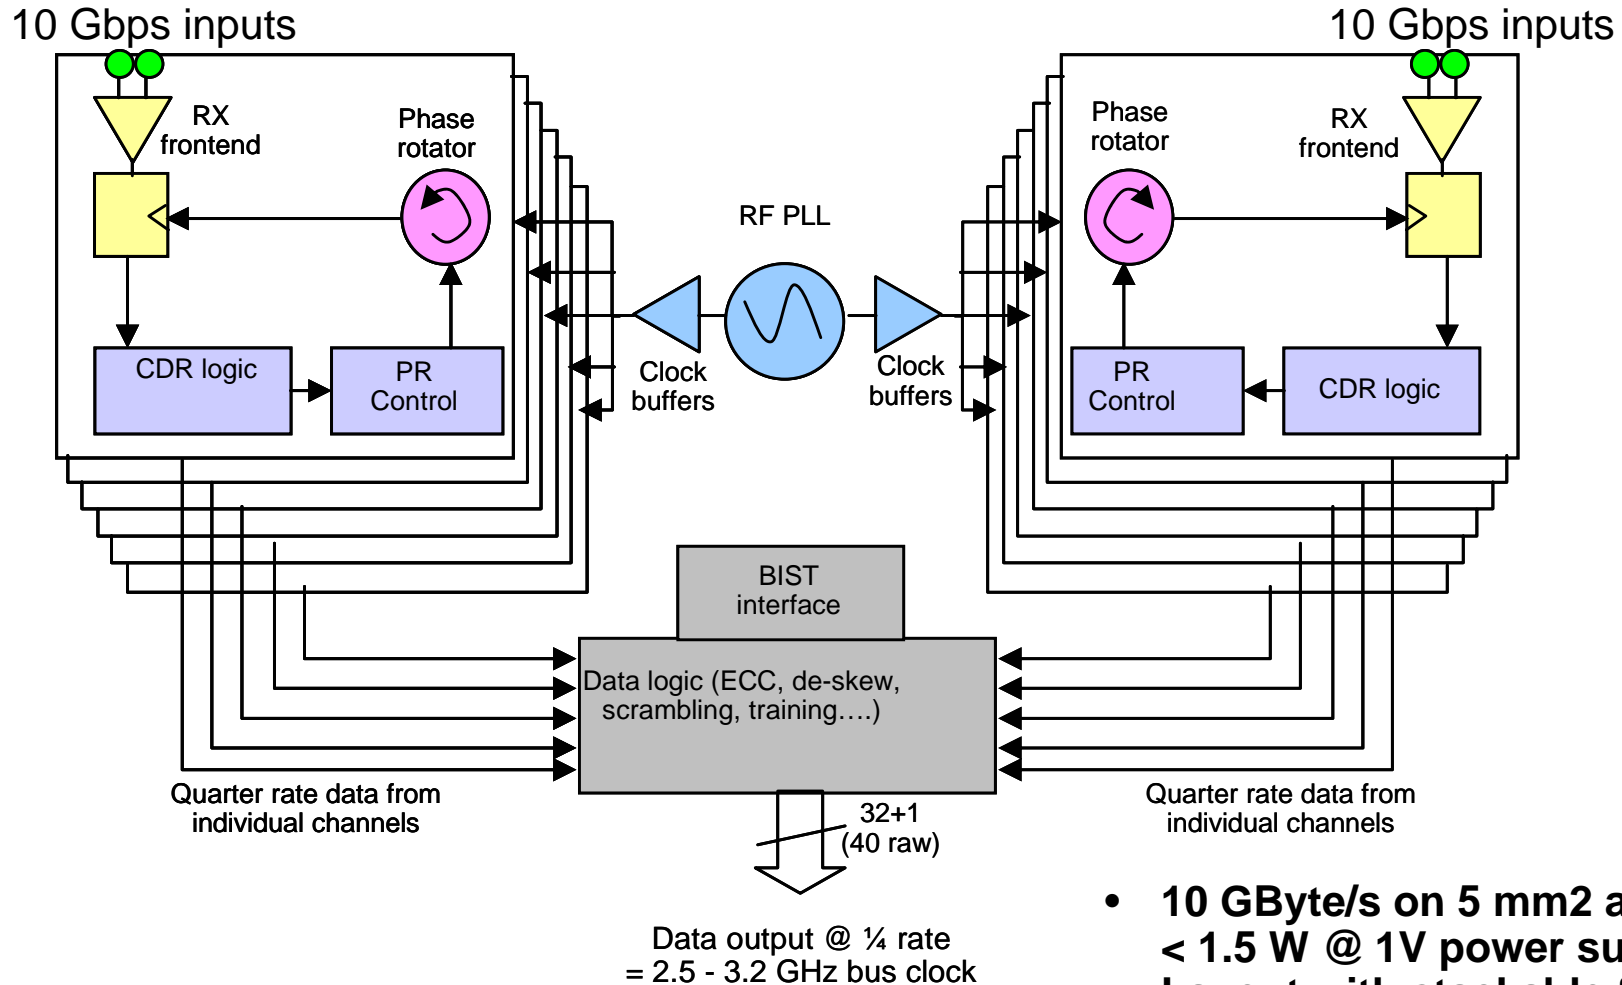 10 Gbps inputs
10 Gbps inputs
RX
frontend
Phase
rotator
Phase
rotator
RX
frontend
RF PLL
CDR logic
PR
Control
Clock
buffers
Clock
buffers
PR
Control
CDR logic
BIST
interface
Data logic (ECC, de-skew,
scrambling, training….)
Quarter rate data from
individual channels
32+1
(40 raw)
Quarter rate data from
individual channels
Data output @ ¼ rate
= 2.5 - 3.2 GHz bus clock
• 10 GByte/s on 5 mm2 a
< 1.5 W @ 1V power su